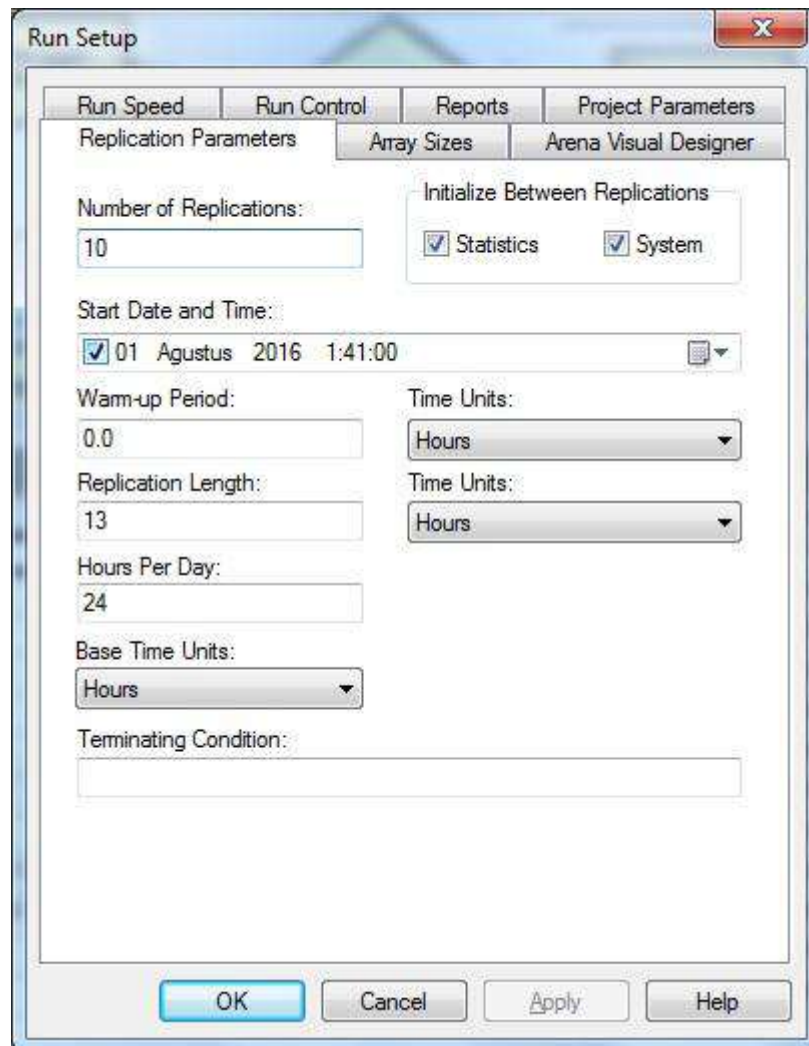 Run Setup
Run Speed Run Control Reports Project Parameters
Replication Parameters Array Sizes Arena Visual Designer
Number of Replications:
10
Initialize Between Replications
Statistics System
Start Date and Time:
01 Agustus 2016 1:41:00
Warm-up Period: Time Units:
0.0 Hours
Replication Length: Time Units:
13 Hours
Hours Per Day:
24
Base Time Units:
Hours
Terminating Condition:
OK Cancel Apply Help